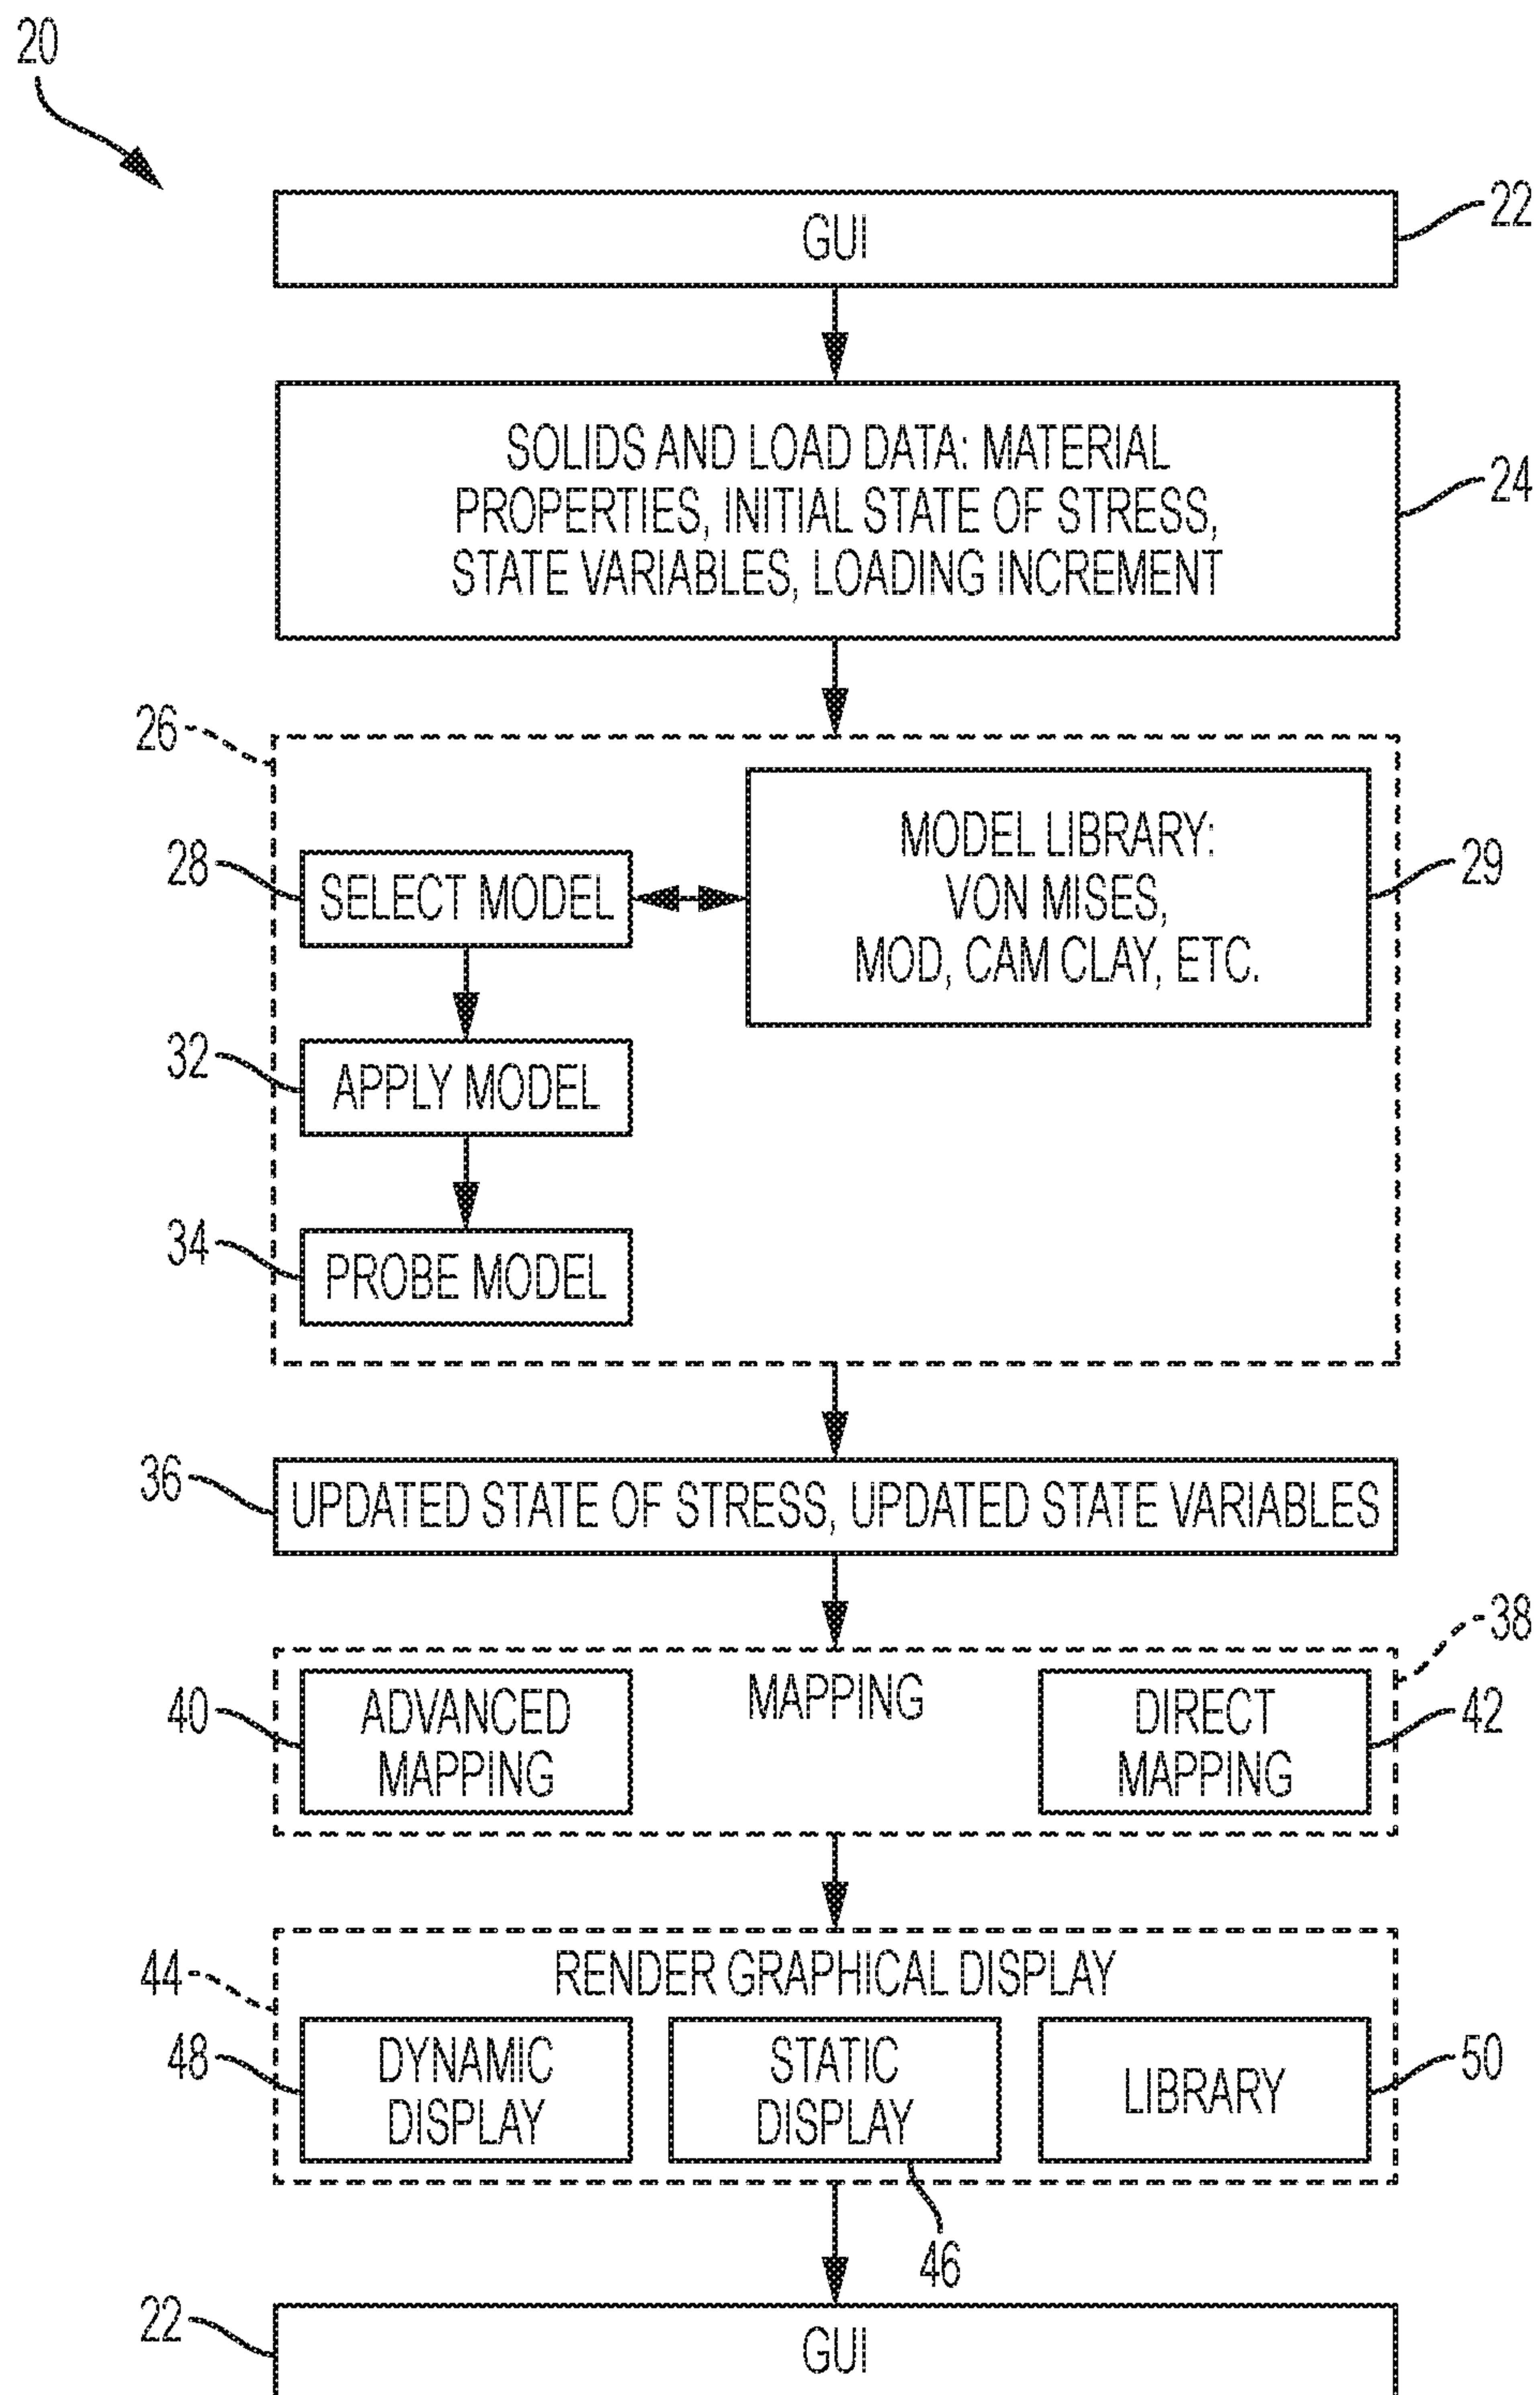 20
GUI
22
SOLIDS AND LOAD DATA: MATERIAL
PROPERTIES, INITIAL STATE OF STRESS,
STATE VARIABLES, LOADING INCREMENT
24
26
28
SELECT MODEL
MODEL LIBRARY:
VON MISES,
MOD, CAM CLAY, ETC.
29
32
APPLY MODEL
34
PROBE MODEL
36
UPDATED STATE OF STRESS, UPDATED STATE VARIABLES
38
MAPPING
40
ADVANCED
MAPPING
DIRECT
MAPPING
42
44
RENDER GRAPHICAL DISPLAY
48
DYNAMIC
DISPLAY
STATIC
DISPLAY
LIBRARY
50
46
22
GUI